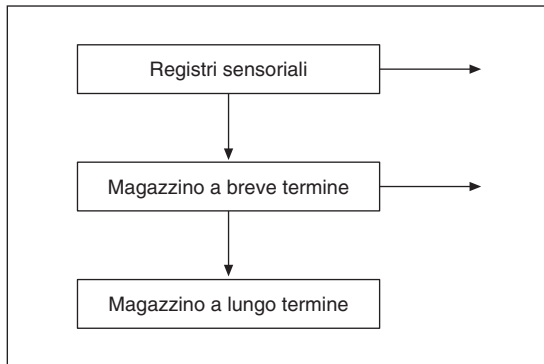 Registri sensoriali
Magazzino a breve termine
Magazzino a lungo termine